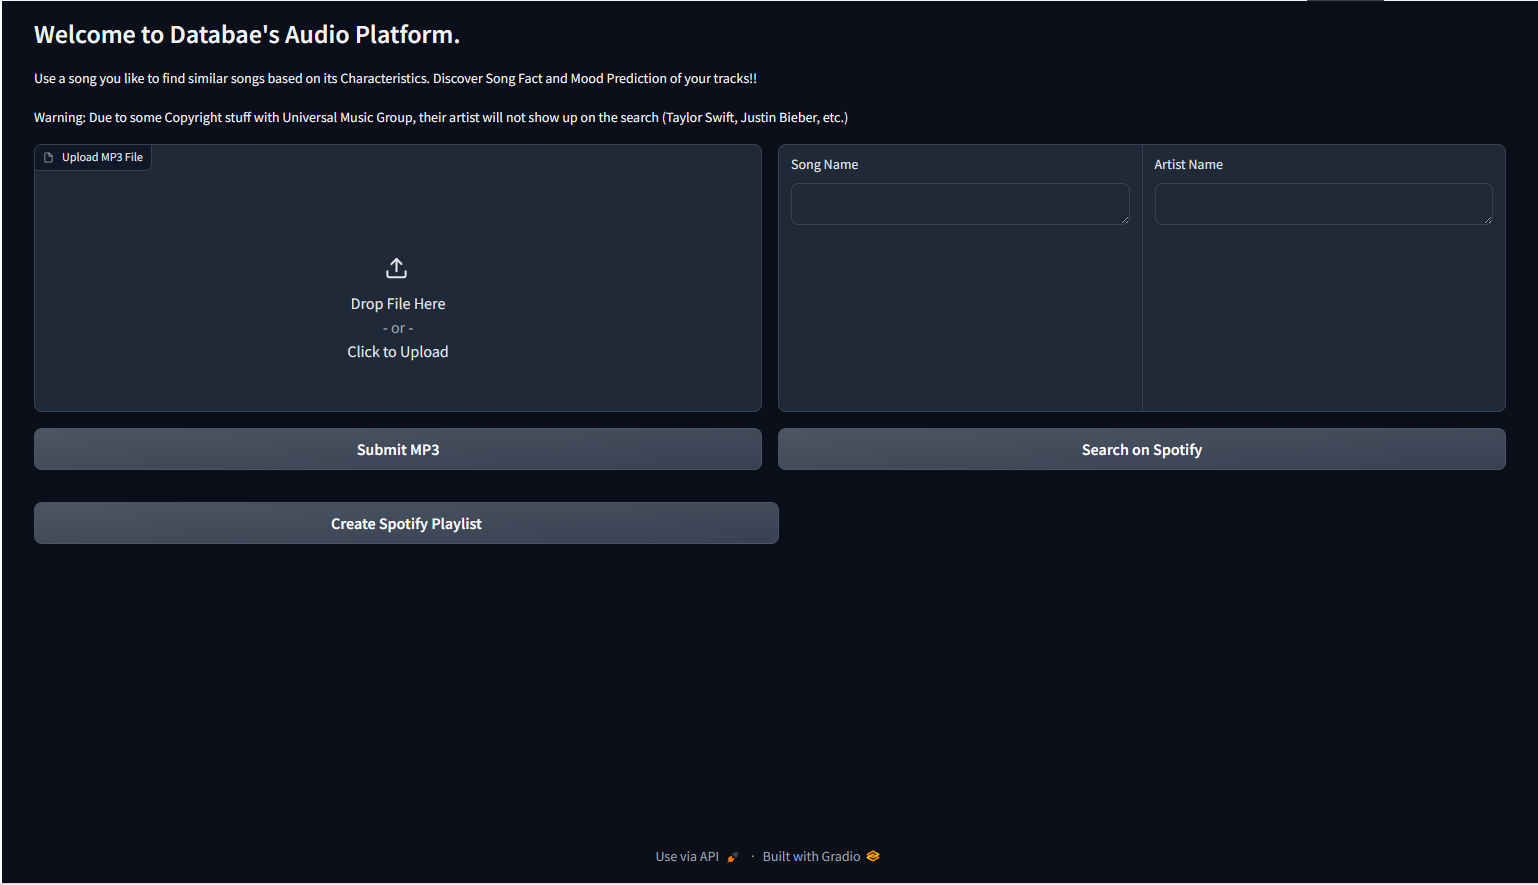 Welcome to Databae's Audio Platform.
Use a song you like to find similar songs based on its Characteristics. Discover Song Fact and Mood Prediction of your tracks!!
Warning: Due to some Copyright stuff with Universal Music Group, their artist will not show up on the search (Taylor Swift, Justin Bieber, etc.)
Upload MP3 File
Drop File Here
- or -
Click to Upload
Song Name
Artist Name
Submit MP3
Search on Spotify
Create Spotify Playlist
Use via API · Built with Gradio